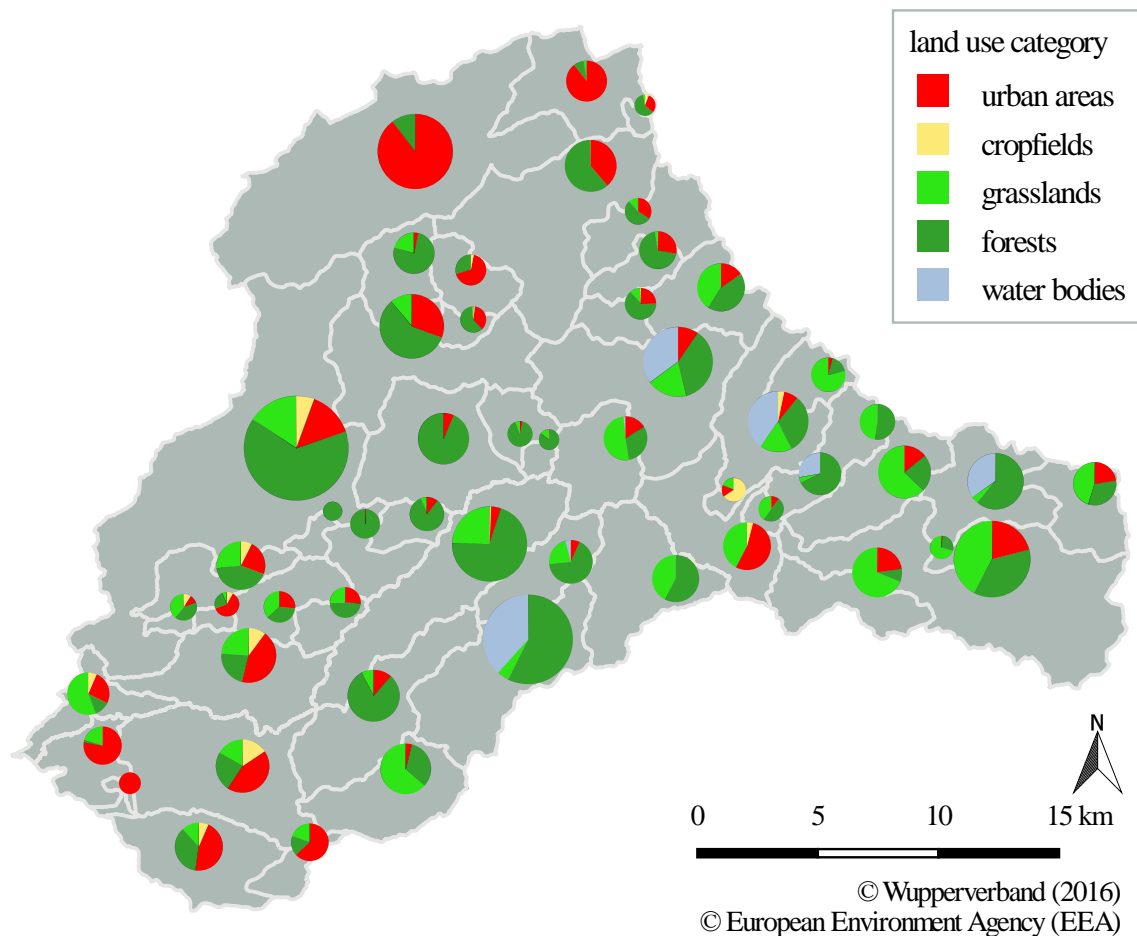 land use category
urban areas
cropfields
grasslands
forests
water bodies
N
0 5 10 15 km
© Wupperverband (2016)
© European Environment Agency (EEA)